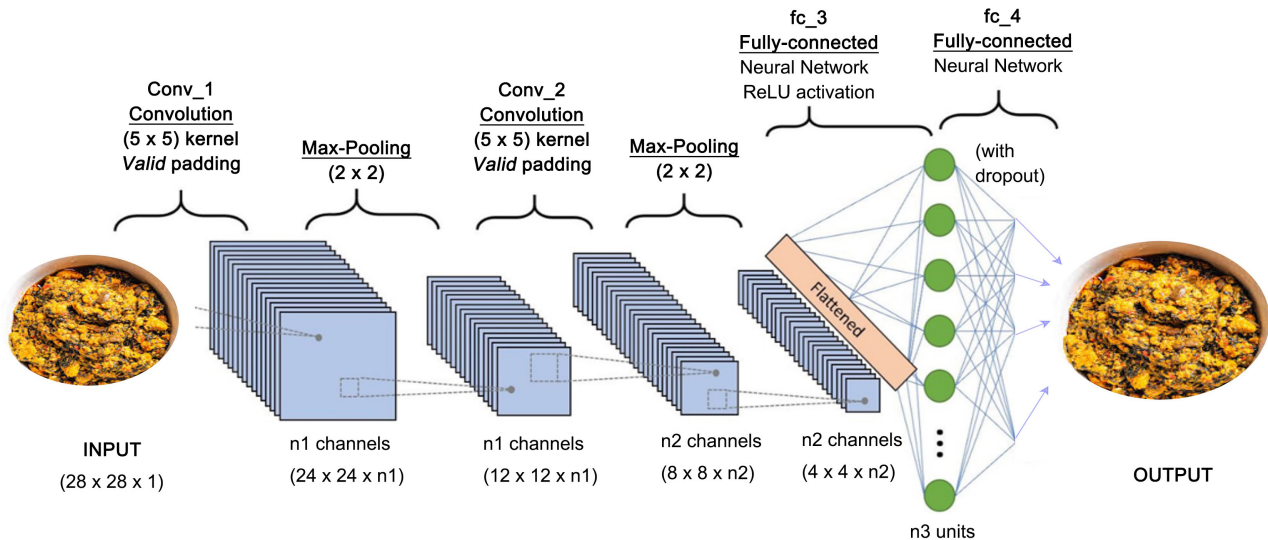 fc_3
Fully-connected
Neural Network
ReLU activation
fc_4
Fully-connected
Neural Network
Conv_1
Convolution
(5 x 5) kernel
Valid padding
Max-Pooling
(2 x 2)
Conv_2
Convolution
(5 x 5) kernel
Valid padding
Max-Pooling
(2 x 2)
(with
dropout)
Flattened
INPUT
(28 x 28 x 1)
n1 channels
(24 x 24 x n1)
n1 channels
(12 x 12 x n1)
n2 channels
(8 x 8 x n2)
n2 channels
(4 x 4 x n2)
n3 units
OUTPUT